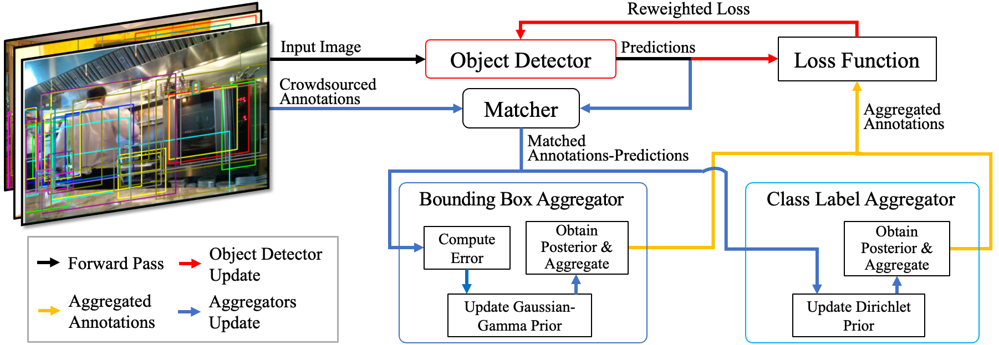 Reweighted Loss
Input Image
Object Detector
Predictions
Loss Function
Crowdsourced
Annotations
Matcher
Aggregated
Annotations
Matched
Annotations-Predictions
Bounding Box Aggregator
Compute
Error
Obtain
Posterior &
Aggregate
Update Gaussian-
Gamma Prior
Class Label Aggregator
Obtain
Posterior &
Aggregate
Update Dirichlet
Prior
Forward Pass
Object Detector
Update
Aggregated
Annotations
Aggregators
Update